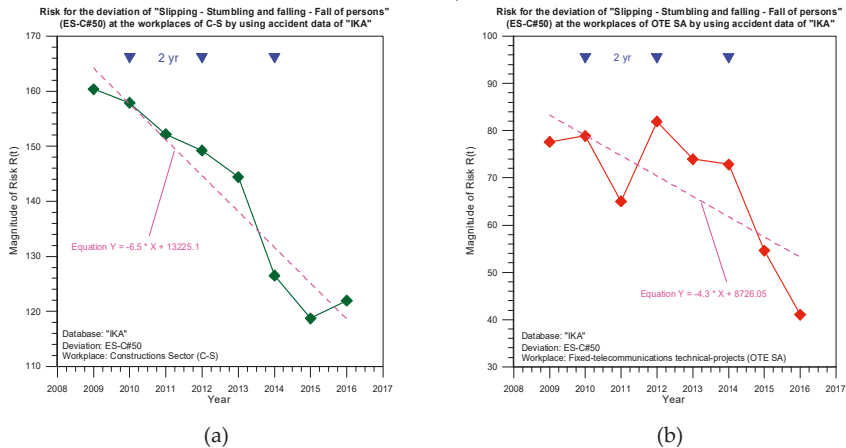 Risk for the deviation of "Slipping - Stumbling and falling - Fall of persons"
(ES-C#50) at the workplaces of C-S by using accident data of "IKA"
170
160
150
140
130
120
110
Magnitude of Risk R(t)
2 yr
Equation Y = -6.5 * X + 13225.1
Database: "IKA"
Deviation: ES-C#50
Workplace: Constructions Sector (C-S)
2008 2009 2010 2011 2012 2013 2014 2015 2016 2017
Year
(a)
Risk for the deviation of "Slipping - Stumbling and falling - Fall of persons"
(ES-C#50) at the workplaces of OTE SA by using accident data of "IKA"
100
90
80
70
60
50
40
30
Magnitude of Risk R(t)
2 yr
Equation Y = -4.3 * X + 8726.05
Database: "IKA"
Deviation: ES-C#50
Workplace: Fixed-telecommunications technical-projects (OTE SA)
2008 2009 2010 2011 2012 2013 2014 2015 2016 2017
Year
(b)